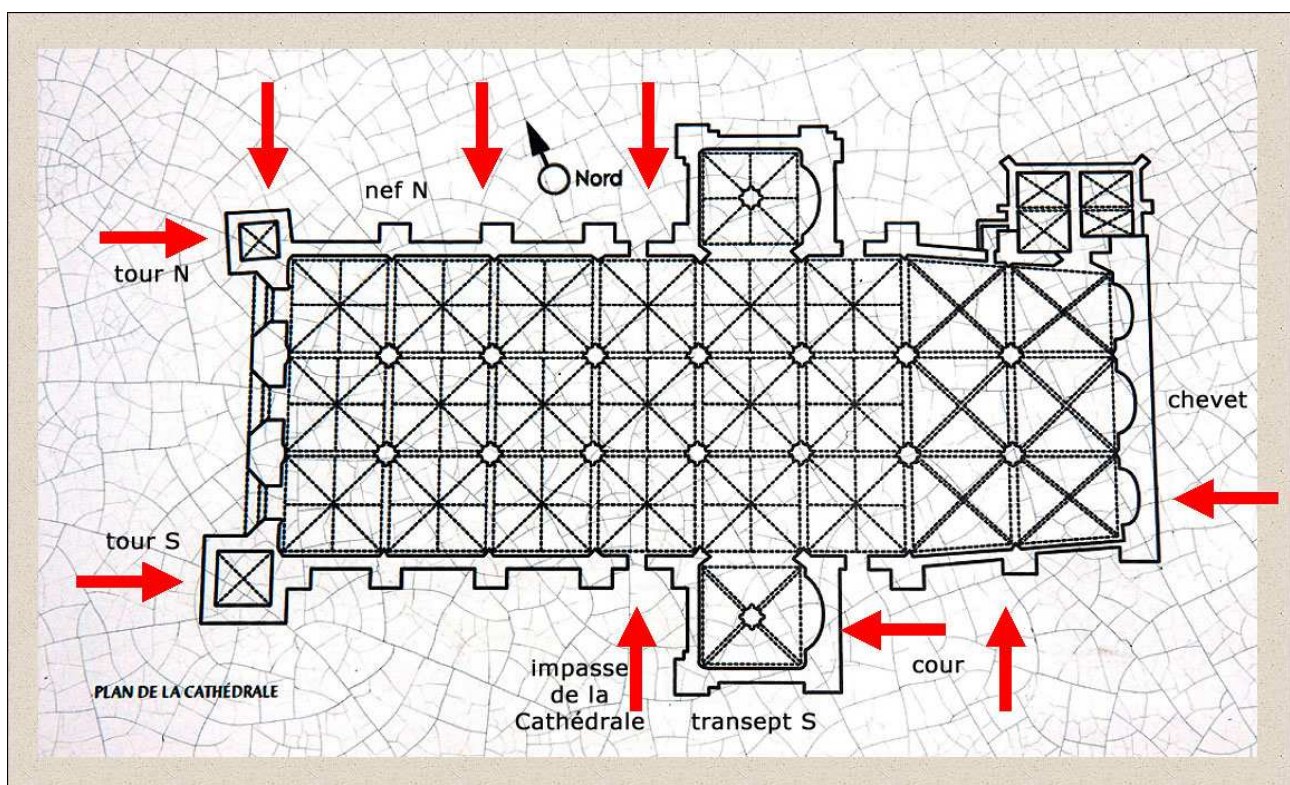 nef N
Nord
tour N
chevet
tour S
impasse
de la
Cathédrale
cour
transept S
PLAN DE LA CATHÉDRALE